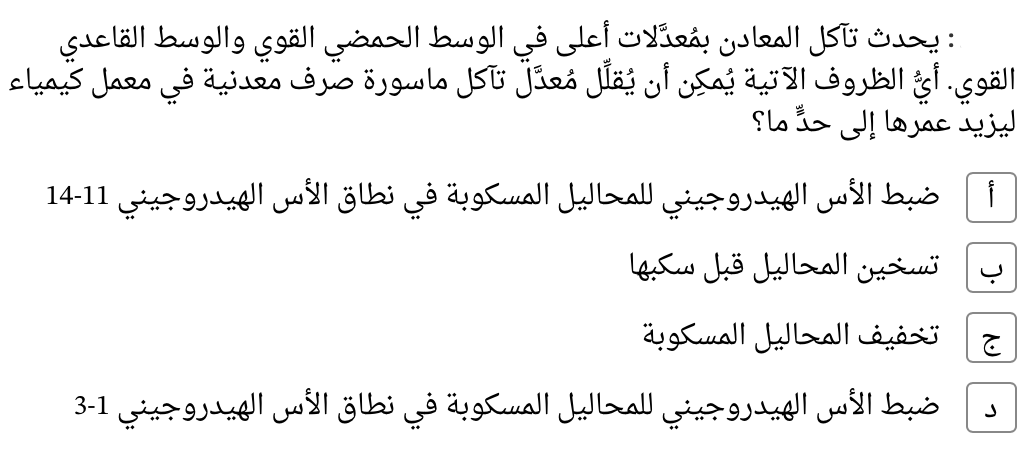 : يحدث تآكل المعادن بمُعدَّلات أعلى في الوسط الحمضي القوي والوسط القاعدي
القوي. أيُّ الظروف الآتية يُمكِن أن يُقلِّل مُعدَّل تآكل ماسورة صرف معدنية في معمل كيمياء
ليزيد عمرها إلى حدٍّ ما؟
أ ضبط الأس الهيدروجيني للمحاليل المسكوبة في نطاق الأس الهيدروجيني 11-14
ب تسخين المحاليل قبل سكبها
ج تخفيف المحاليل المسكوبة
د ضبط الأس الهيدروجيني للمحاليل المسكوبة في نطاق الأس الهيدروجيني 1-3